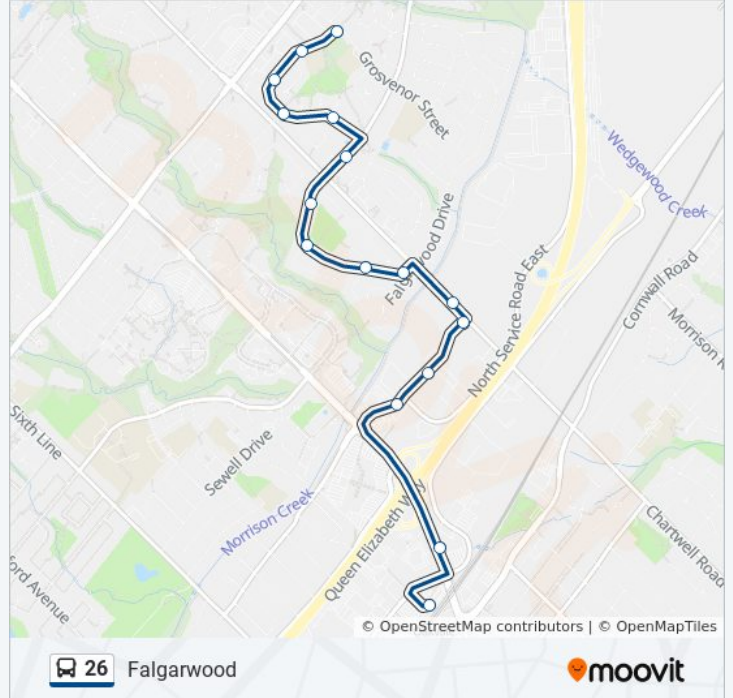 Grosvenor Street
Wedgewood Creek
Falgarwood Drive
North Service Road East
Cornwall Road
Morrison R
Sixth Line
Sewell Drive
Morrison Creek
Queen Elizabeth Way
Chartwell Road
ford Avenue
© OpenStreetMap contributors | © OpenMapTiles
26 Falgarwood
moovit